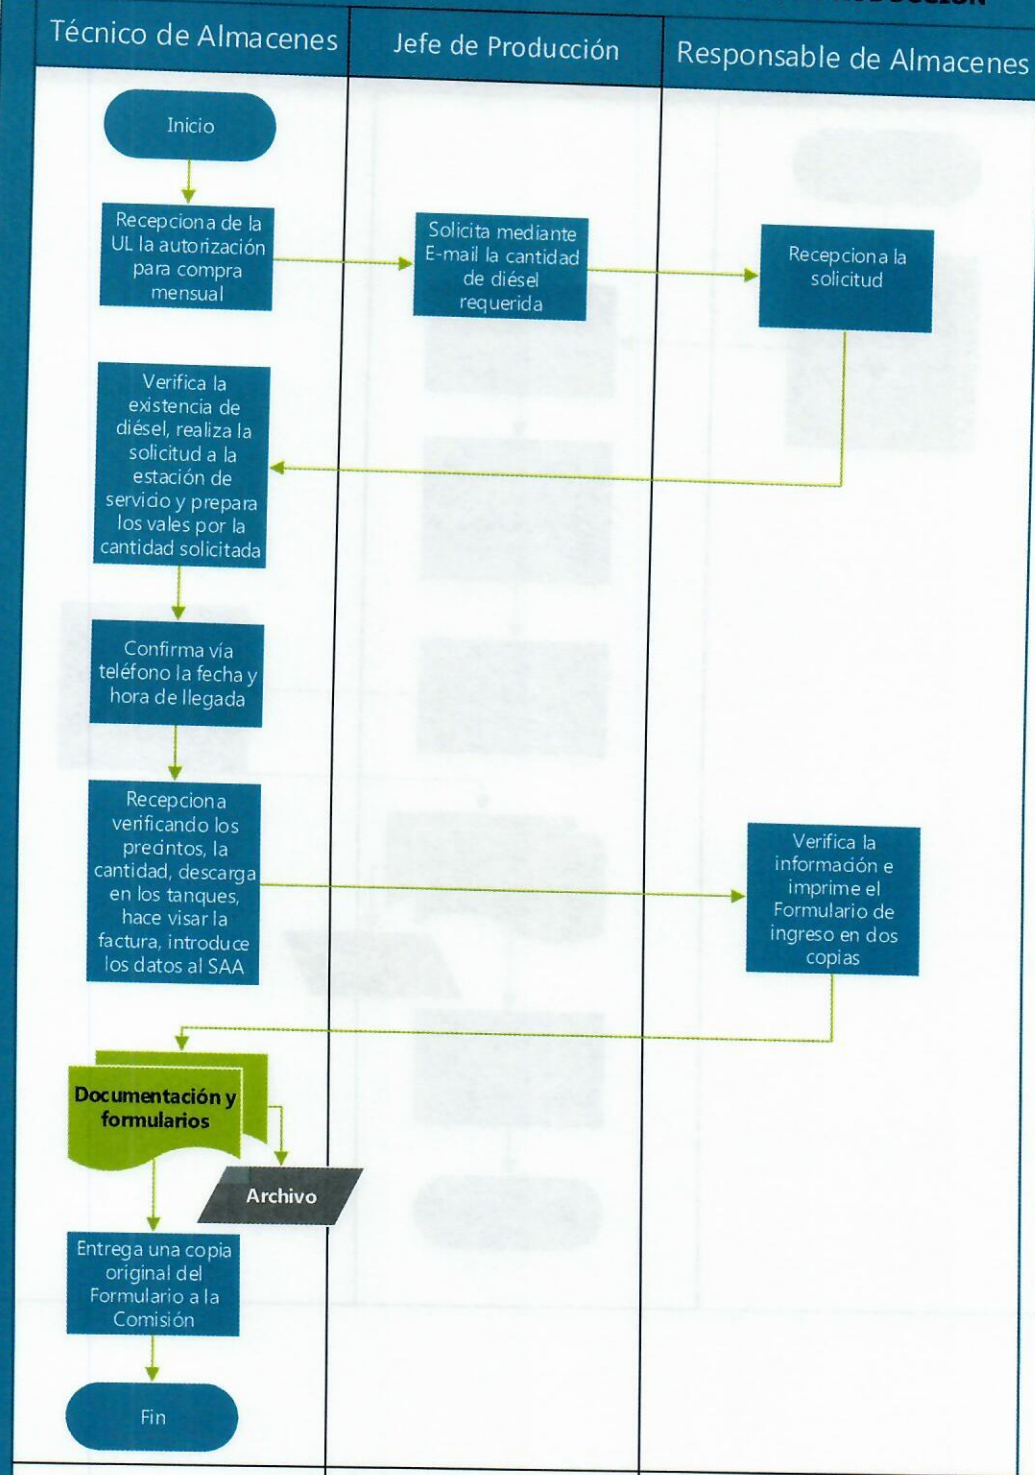 Técnico de Almacenes
Jefe de Producción
Responsable de Almacenes
Inicio
Recepciona de la
UL la autorización
para compra
mensual
Solicita mediante
E-mail la cantidad
de diésel
requerida
Recepciona la
solicitud
Verifica la
existencia de
diésel, realiza la
solicitud a la
estación de
servicio y prepara
los vales por la
cantidad solicitada
Confirma vía
teléfono la fecha y
hora de llegada
Recepciona
verificando los
precintos, la
cantidad, descarga
en los tanques,
hace visar la
factura, introduce
los datos al SAA
Verifica la
información e
imprime el
Formulario de
ingreso en dos
copias
Documentación y
formularios
Archivo
Entrega una copia
original del
Formulario a la
Comisión
Fin